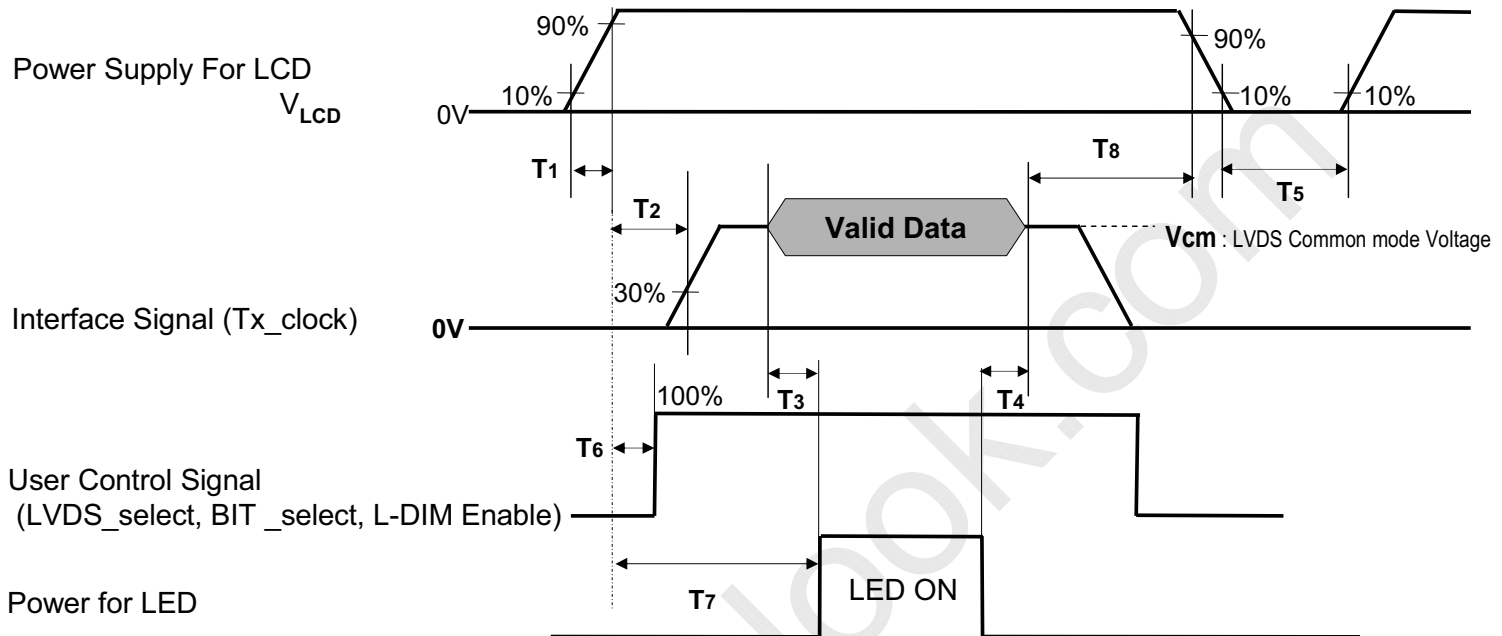 90%
90%
Power Supply For LCD
VLCD
10%
10%
10%
0V
T1
T8
T5
T2
Valid Data
Vcm : LVDS Common mode Voltage
30%
Interface Signal (Tx_clock)
0V
100%
T3
T4
T6
User Control Signal
(LVDS_select, BIT _select, L-DIM Enable)
T7
LED ON
Power for LED
look.com